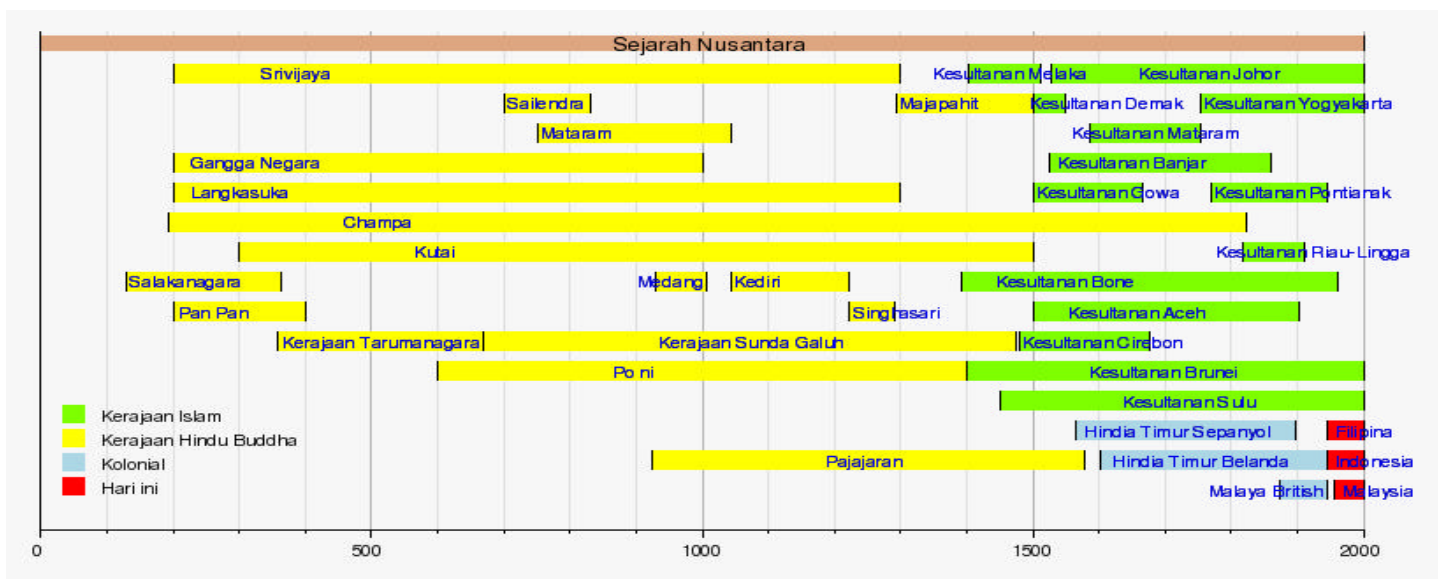 Sejarah Nusantara
Srivijaya Kesultanan Melaka Kesultanan Johor
Sailendra Majapahit Kesultanan Demak Kesultanan Yogyakarta
Mataram Kesultanan Mataram
Gangga Negara Kesultanan Banjar
Langkasuka Kesultanan Gowa Kesultanan Pontianak
Champa
Kutai Kesultanan Riau-Lingga
Salakanagara Medang Kediri Kesultanan Bone
Pan Pan Singhasari Kesultanan Aceh
Kerajaan Tarumanagara Kerajaan Sunda Galuh Kesultanan Cirebon
Po ni Kesultanan Brunei
Kesultanan Sulu
Hindia Timur Sepanyol Filipina
Pajajaran Hindia Timur Belanda Indonesia
Malaya British Malaysia
Kerajaan Islam
Kerajaan Hindu Buddha
Kolonial
Hari ini
0 500 1000 1500 2000